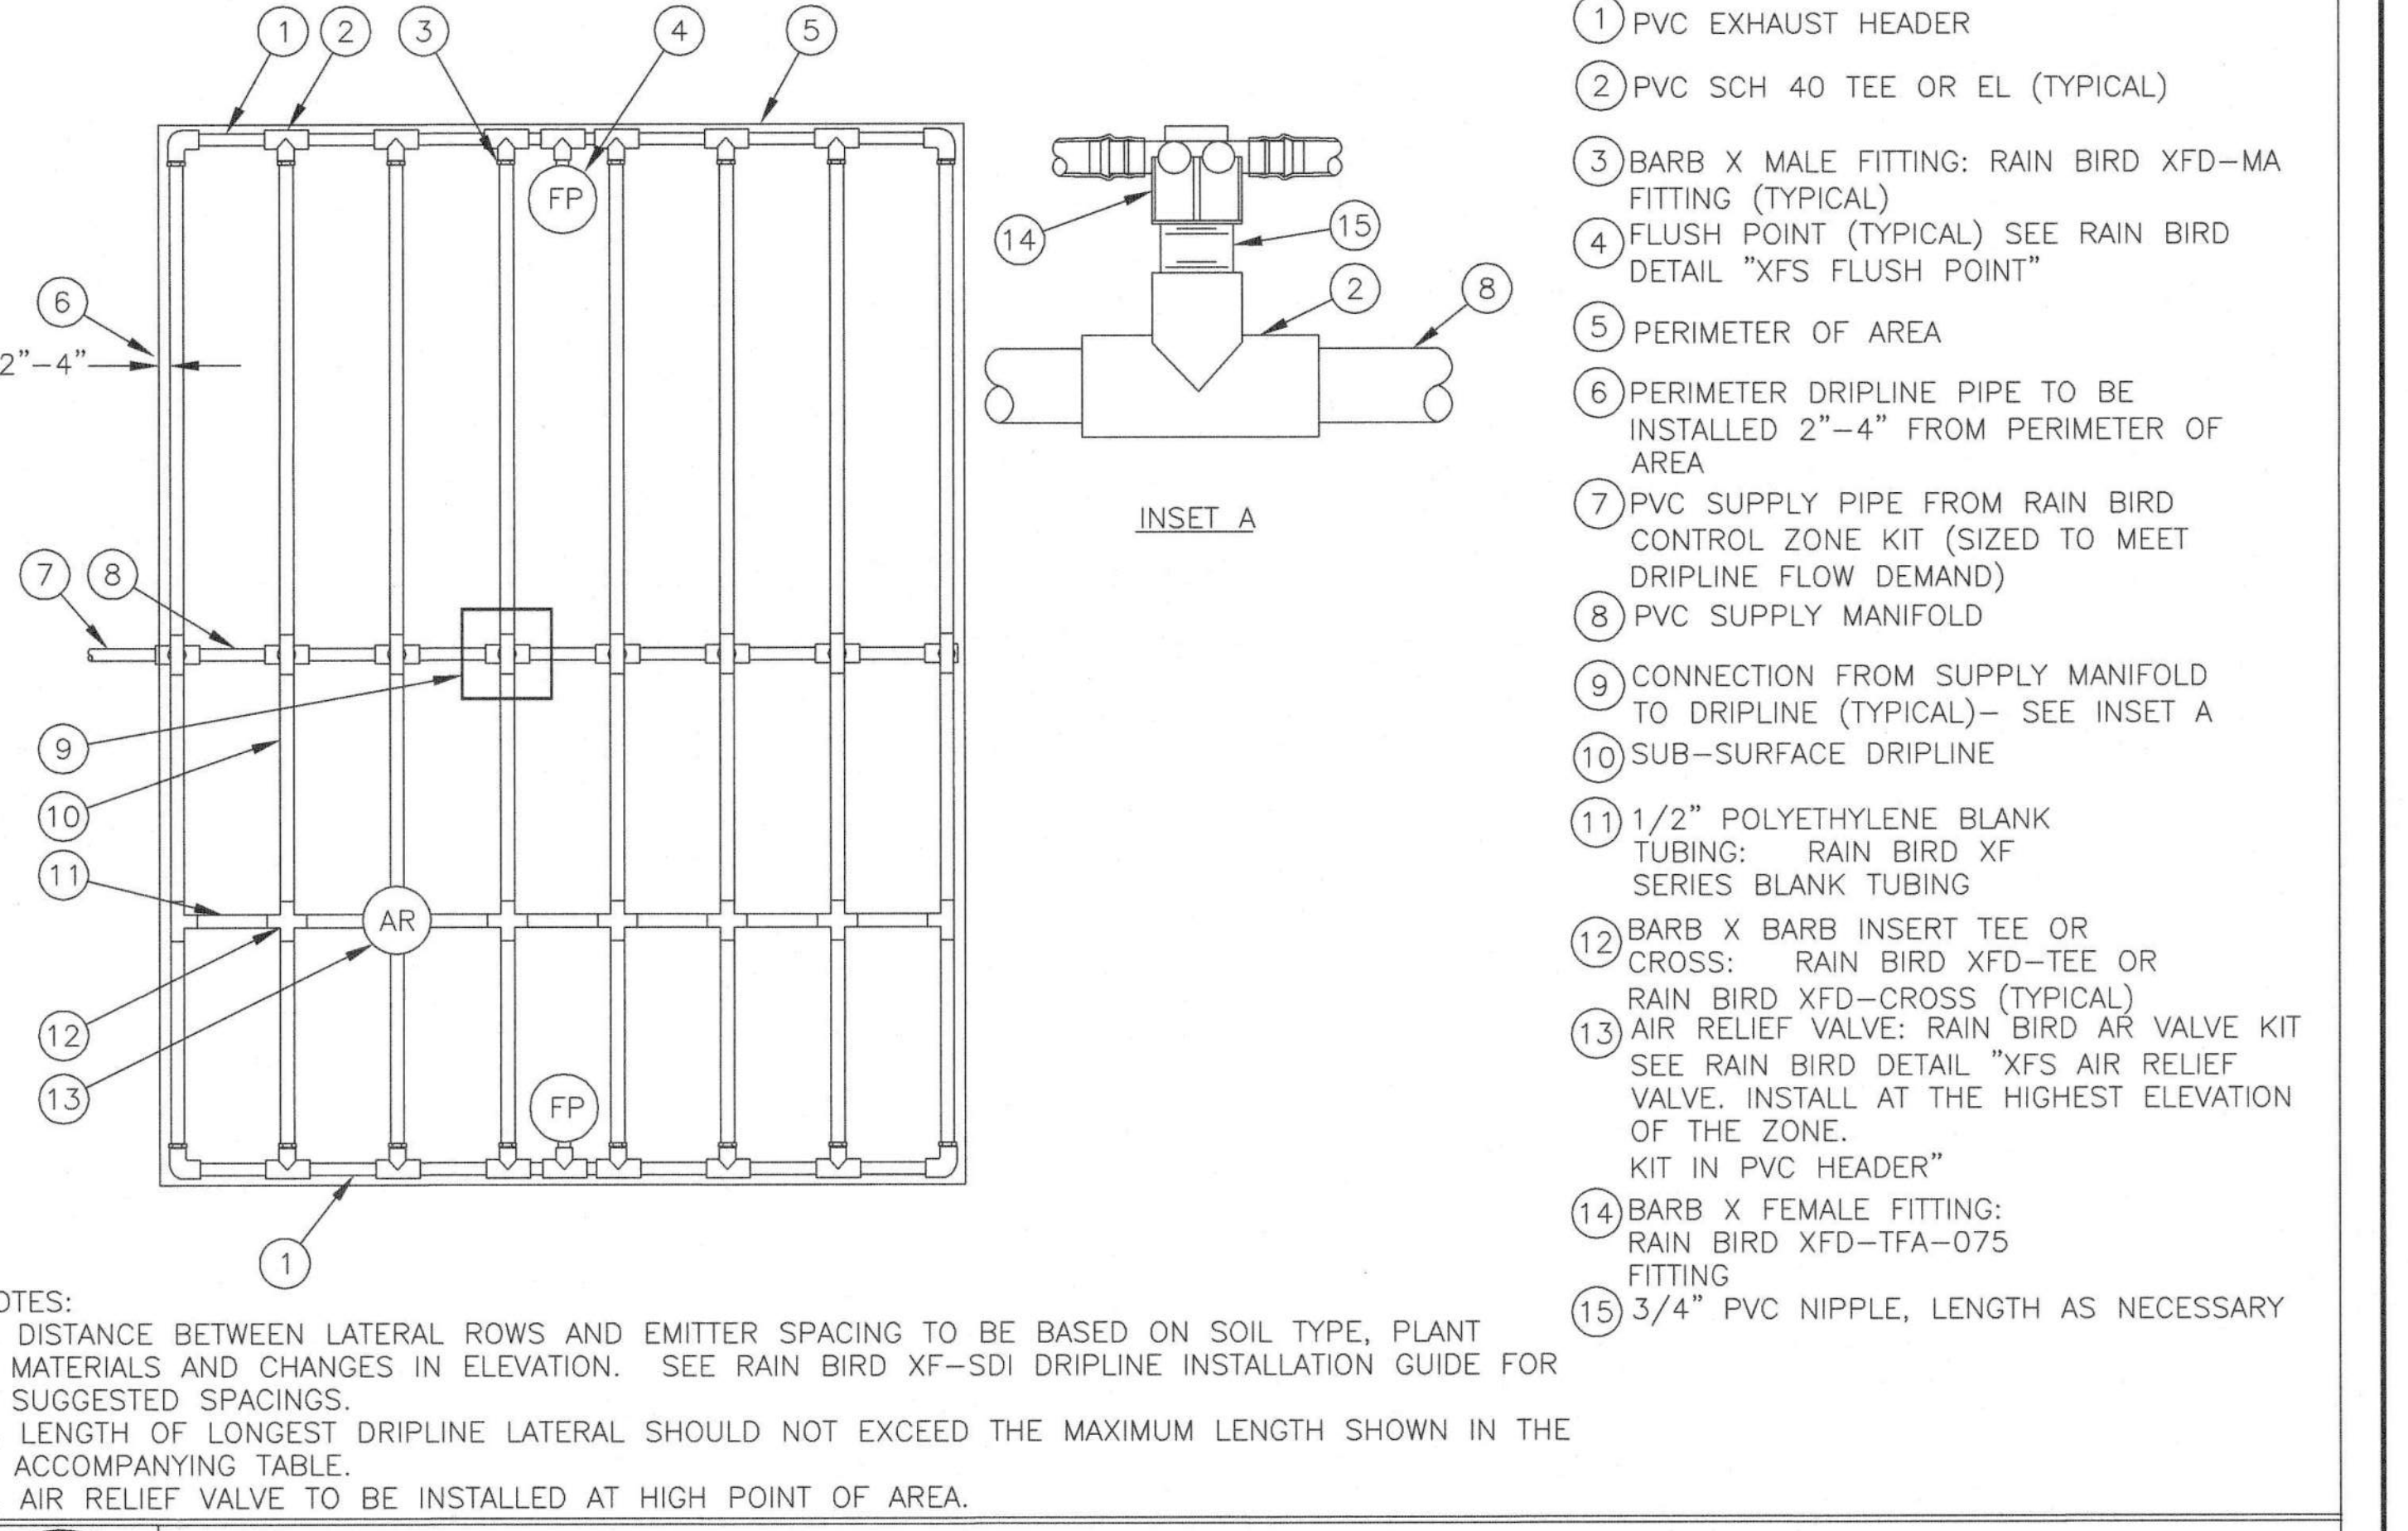 1 2 3 4 5
FP
6
2"-4"
7 8
9
10
11
AR
12
13
FP
1
14
15
2
8
INSET A
1 PVC EXHAUST HEADER
2 PVC SCH 40 TEE OR EL (TYPICAL)
3 BARB X MALE FITTING: RAIN BIRD XFD-MA
FITTING (TYPICAL)
4 FLUSH POINT (TYPICAL) SEE RAIN BIRD
DETAIL "XFS FLUSH POINT"
5 PERIMETER OF AREA
6 PERIMETER DRIPLINE PIPE TO BE
INSTALLED 2"-4" FROM PERIMETER OF
AREA
7 PVC SUPPLY PIPE FROM RAIN BIRD
CONTROL ZONE KIT (SIZED TO MEET
DRIPLINE FLOW DEMAND)
8 PVC SUPPLY MANIFOLD
9 CONNECTION FROM SUPPLY MANIFOLD
TO DRIPLINE (TYPICAL)- SEE INSET A
10 SUB-SURFACE DRIPLINE
11 1/2" POLYETHYLENE BLANK
TUBING: RAIN BIRD XF
SERIES BLANK TUBING
12 BARB X BARB INSERT TEE OR
CROSS: RAIN BIRD XFD-TEE OR
RAIN BIRD XFD-CROSS (TYPICAL)
13 AIR RELIEF VALVE: RAIN BIRD AR VALVE KIT
SEE RAIN BIRD DETAIL "XFS AIR RELIEF
VALVE. INSTALL AT THE HIGHEST ELEVATION
OF THE ZONE.
KIT IN PVC HEADER"
14 BARB X FEMALE FITTING:
RAIN BIRD XFD-TFA-075
FITTING
15 3/4" PVC NIPPLE, LENGTH AS NECESSARY
OTES:
DISTANCE BETWEEN LATERAL ROWS AND EMITTER SPACING TO BE BASED ON SOIL TYPE, PLANT
MATERIALS AND CHANGES IN ELEVATION. SEE RAIN BIRD XF-SDI DRIPLINE INSTALLATION GUIDE FOR
SUGGESTED SPACINGS.
LENGTH OF LONGEST DRIPLINE LATERAL SHOULD NOT EXCEED THE MAXIMUM LENGTH SHOWN IN THE
ACCOMPANYING TABLE.
AIR RELIEF VALVE TO BE INSTALLED AT HIGH POINT OF AREA.